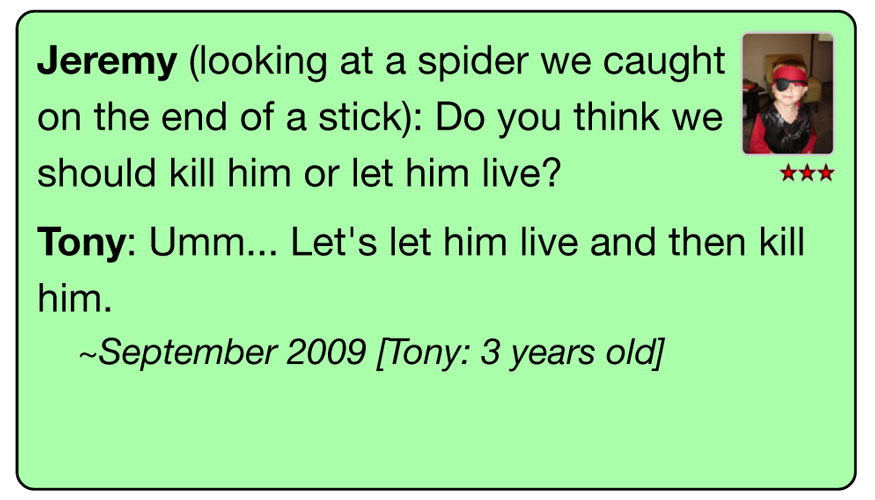 Jeremy (looking at a spider we caught
on the end of a stick): Do you think we
should kill him or let him live?
Tony: Umm... Let's let him live and then kill
him.
~September 2009 [Tony: 3 years old]